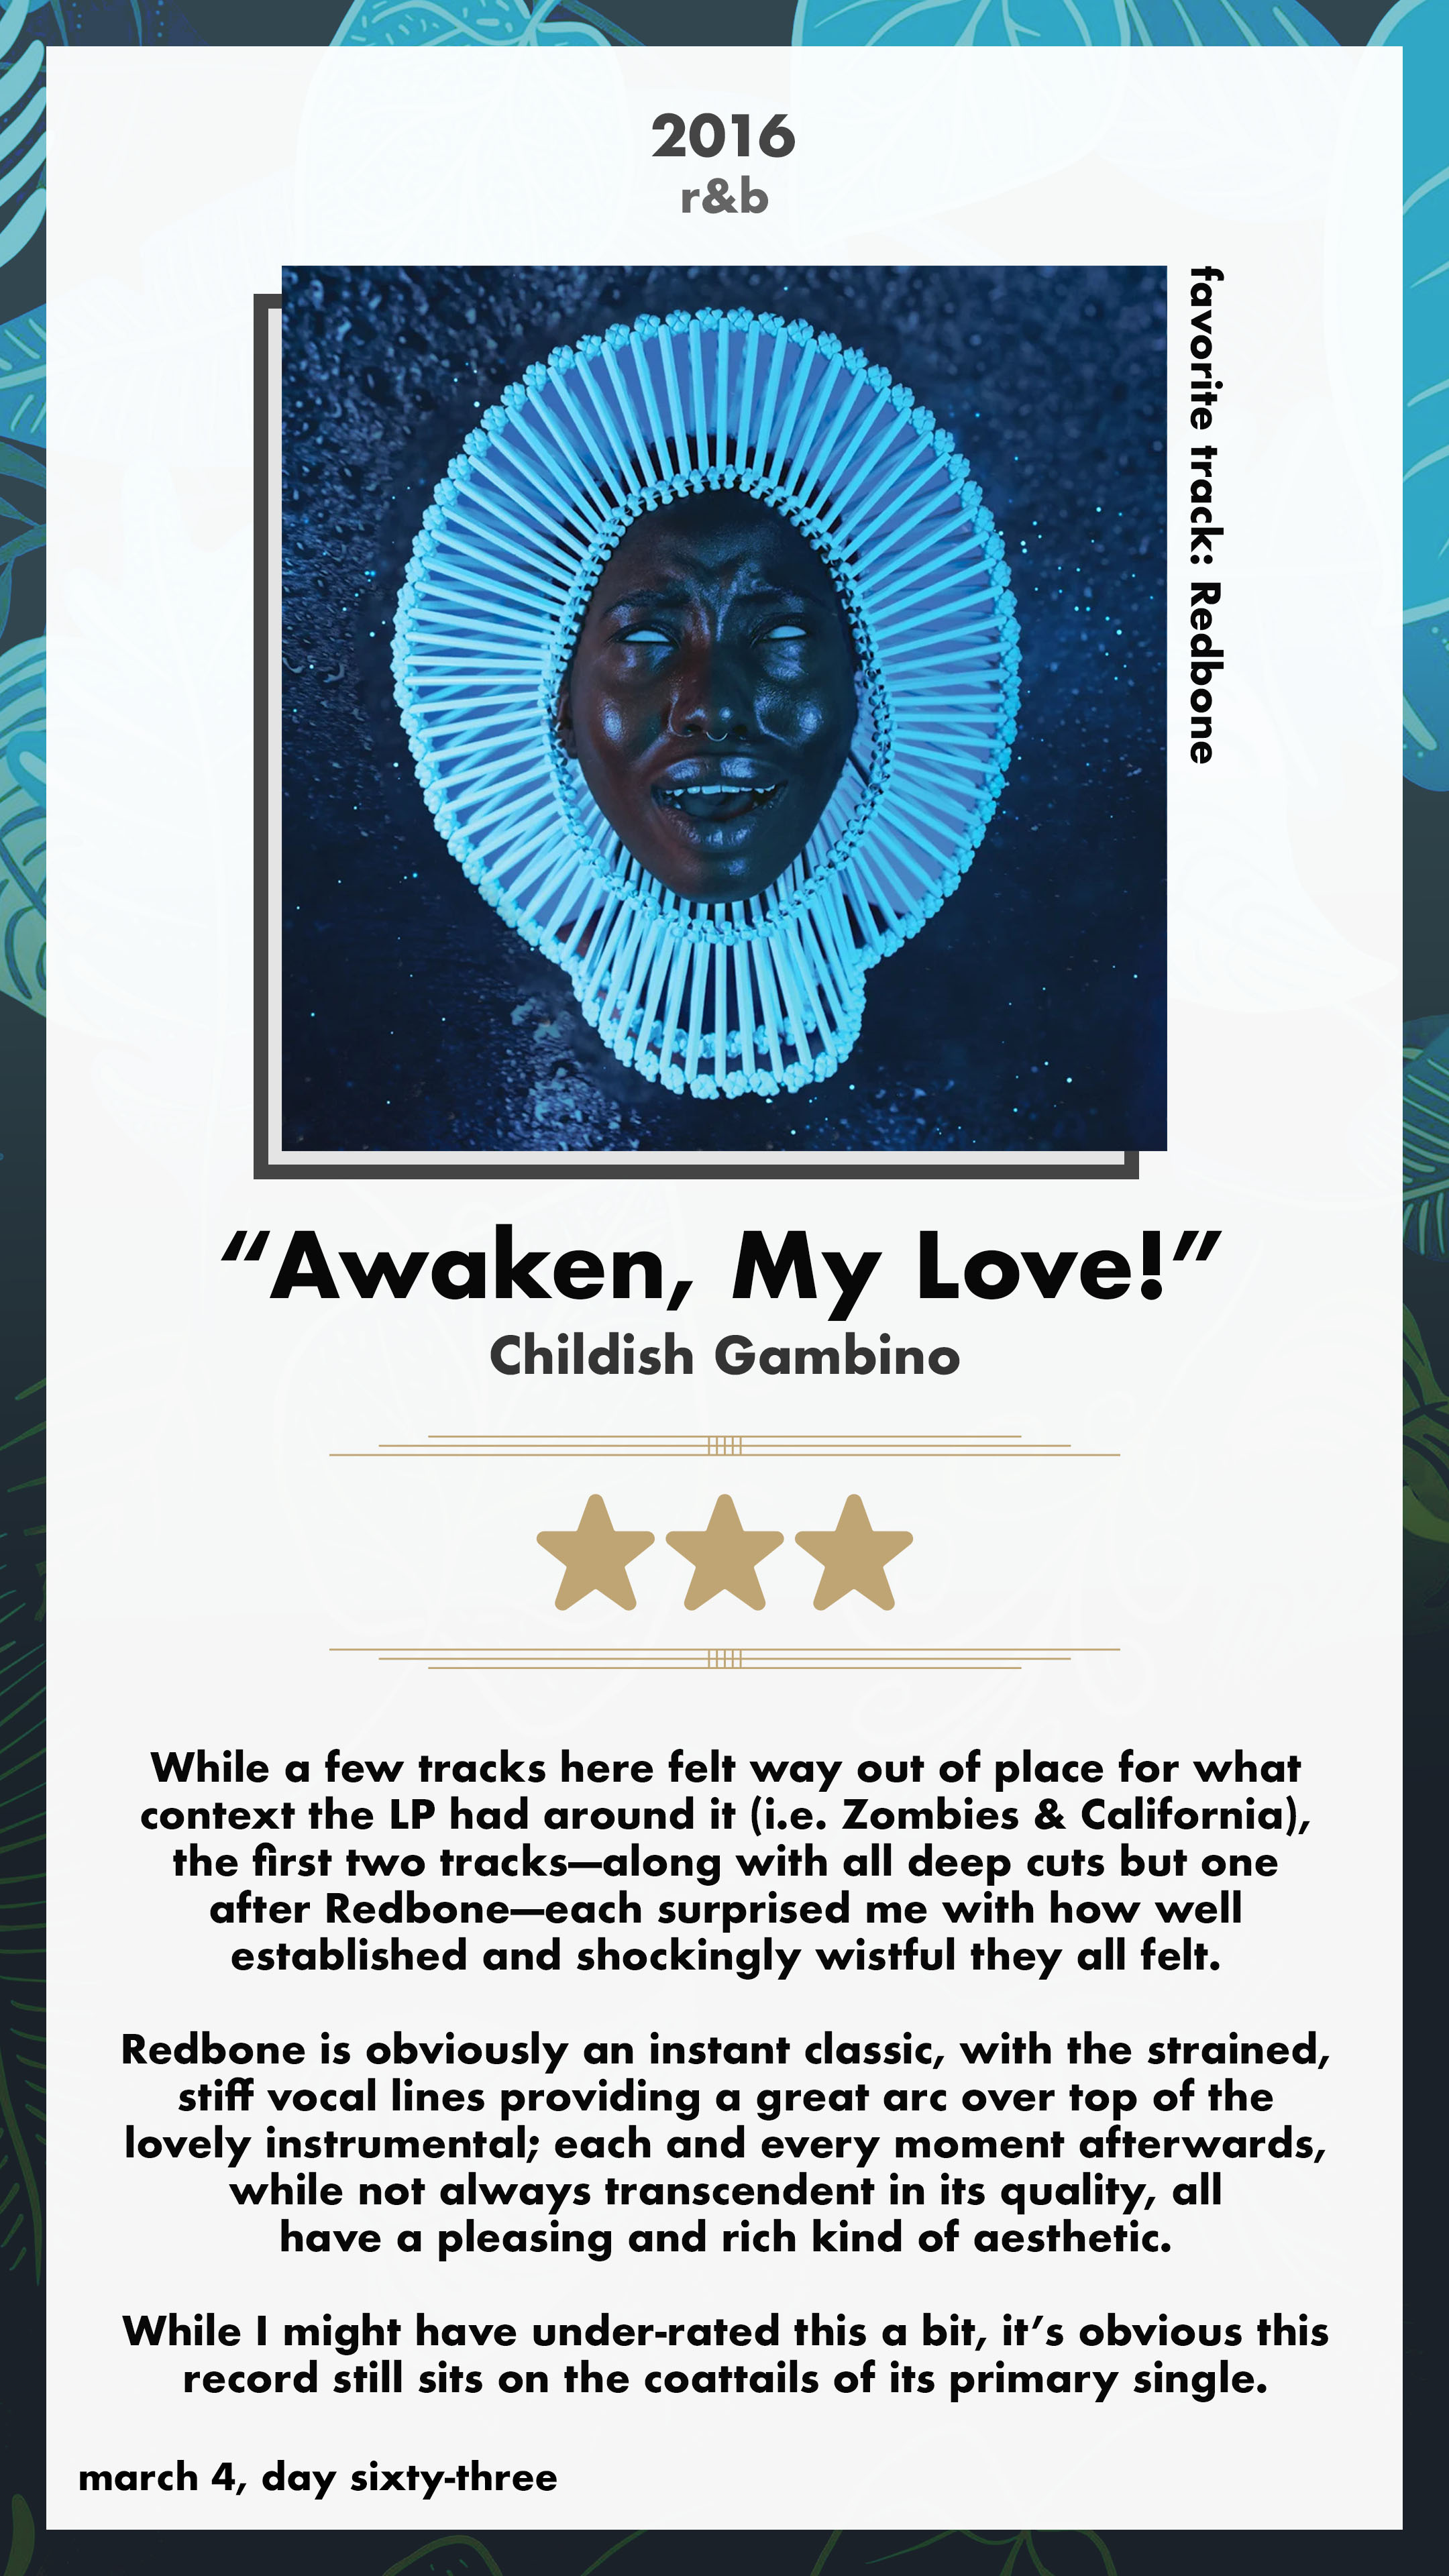 2016
r&b
favorite track: Redbone
“Awaken, My Love!”
Childish Gambino
While a few tracks here felt way out of place for what
context the LP had around it (i.e. Zombies & California),
the first two tracks—along with all deep cuts but one
after Redbone—each surprised me with how well
established and shockingly wistful they all felt.
Redbone is obviously an instant classic, with the strained,
stiff vocal lines providing a great arc over top of the
lovely instrumental; each and every moment afterwards,
while not always transcendent in its quality, all
have a pleasing and rich kind of aesthetic.
While I might have under-rated this a bit, it’s obvious this
record still sits on the coattails of its primary single.
march 4, day sixty-three